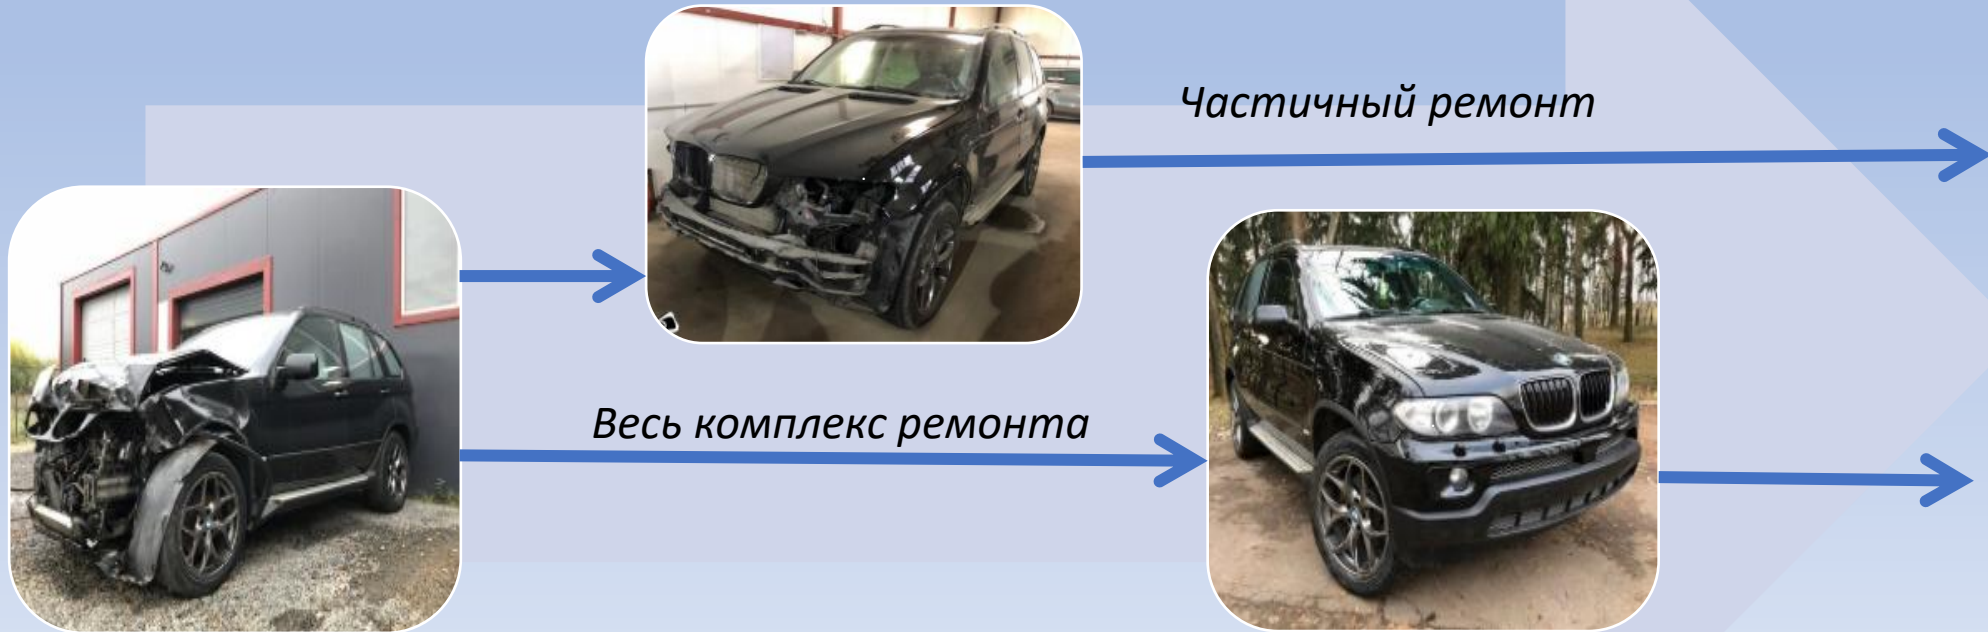 Частичный ремонт
Весь комплекс ремонта